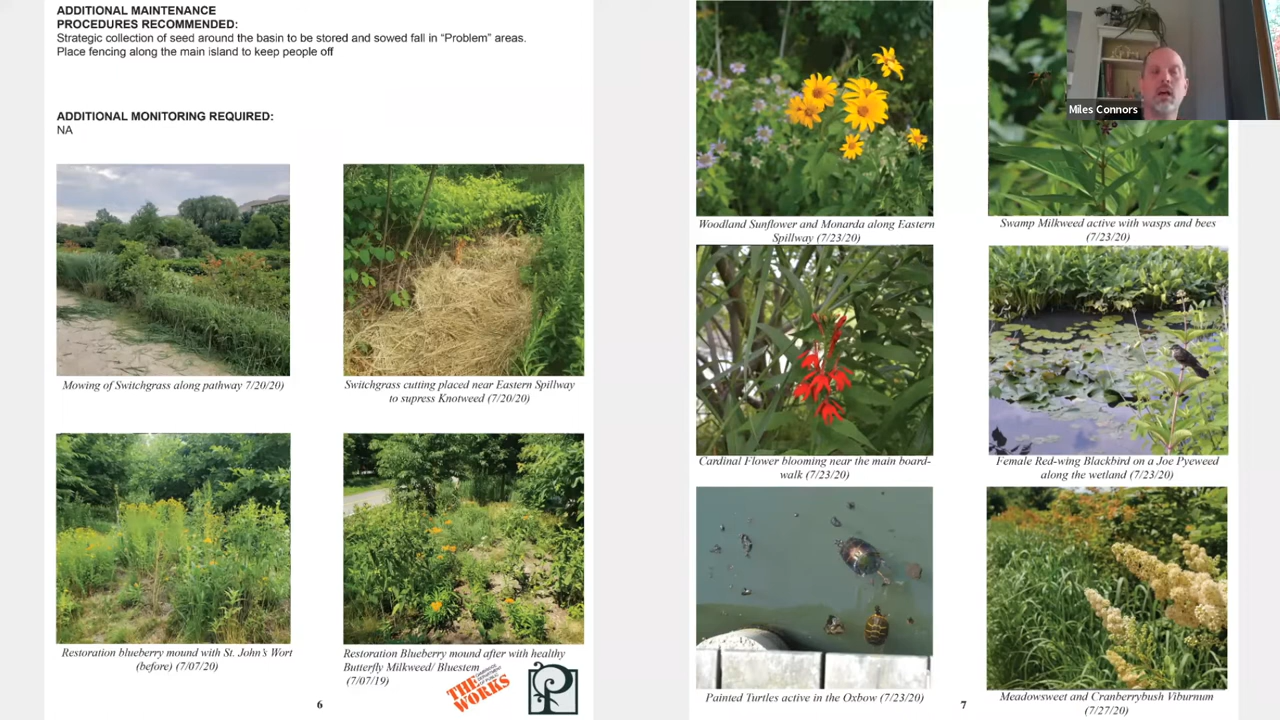 ADDITIONAL MAINTENANCE
PROCEDURES RECOMMENDED:
Strategic collection of seed around the basin to be stored and sowed fall in “Problem” areas.
Place fencing along the main island to keep people off
ADDITIONAL MONITORING REQUIRED:
NA
Mowing of Switchgrass along pathway 7/20/20)
Switchgrass cutting placed near Eastern Spillway
to supress Knotweed (7/20/20)
Restoration blueberry mound with St. John's Wort
(before) (7/07/20)
Restoration Blueberry mound after with healthy
Butterfly Milkweed/ Bluestem
(7/07/19)
THE
WORKS
P
6
Woodland Sunflower and Monarda along Eastern
Spillway (7/23/20)
Miles Connors
Swamp Milkweed active with wasps and bees
(7/23/20)
Cardinal Flower blooming near the main board-
walk (7/23/20)
Female Red-wing Blackbird on a Joe Pyeweed
along the wetland (7/23/20)
Painted Turtles active in the Oxbow (7/23/20)
Meadowsweet and Cranberrybush Viburnum
(7/27/20)
7